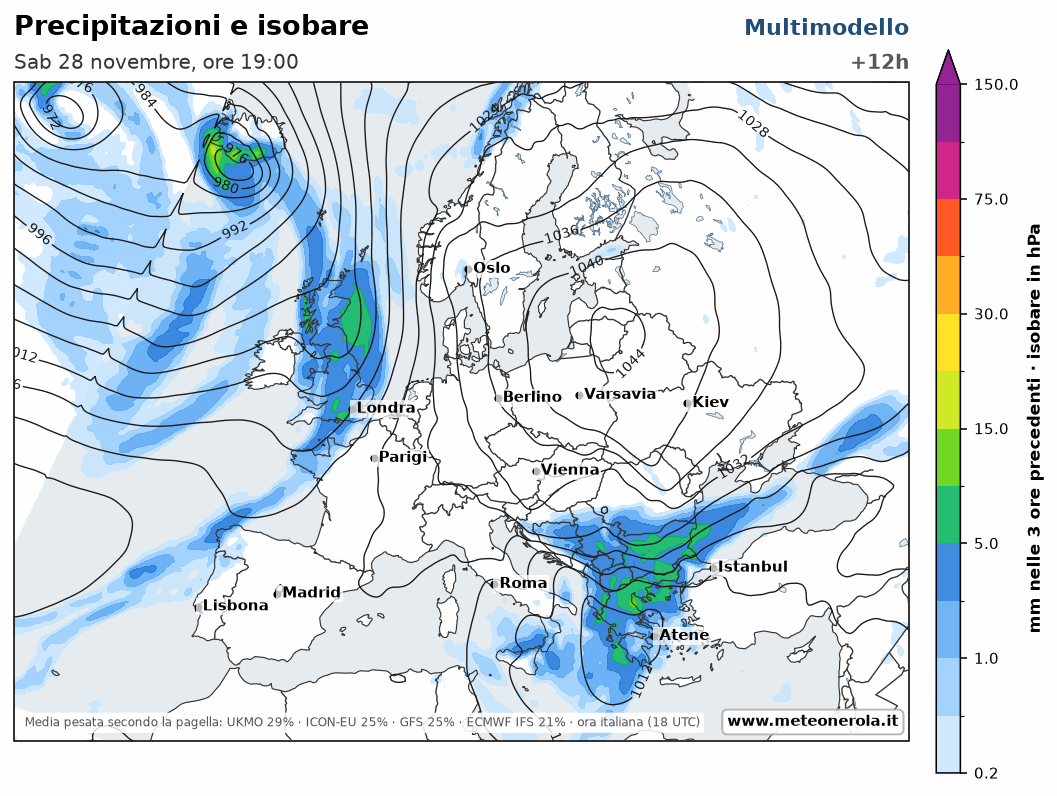 Precipitazioni e isobare
Multimodello
Sab 28 novembre, ore 19:00
+12h
150.0
75.0
30.0
15.0
5.0
1.0
0.2
mm nelle 3 ore precedenti · isobare in hPa
76
984
972
976
980
992
996
1028
1036
1040
1044
1032
1012
012
6
Oslo
Berlino
Varsavia
Kiev
Londra
Parigi
Vienna
Istanbul
Roma
Madrid
Lisbona
Atene
Media pesata secondo la pagella: UKMO 29% · ICON-EU 25% · GFS 25% · ECMWF IFS 21% · ora italiana (18 UTC)
www.meteonerola.it